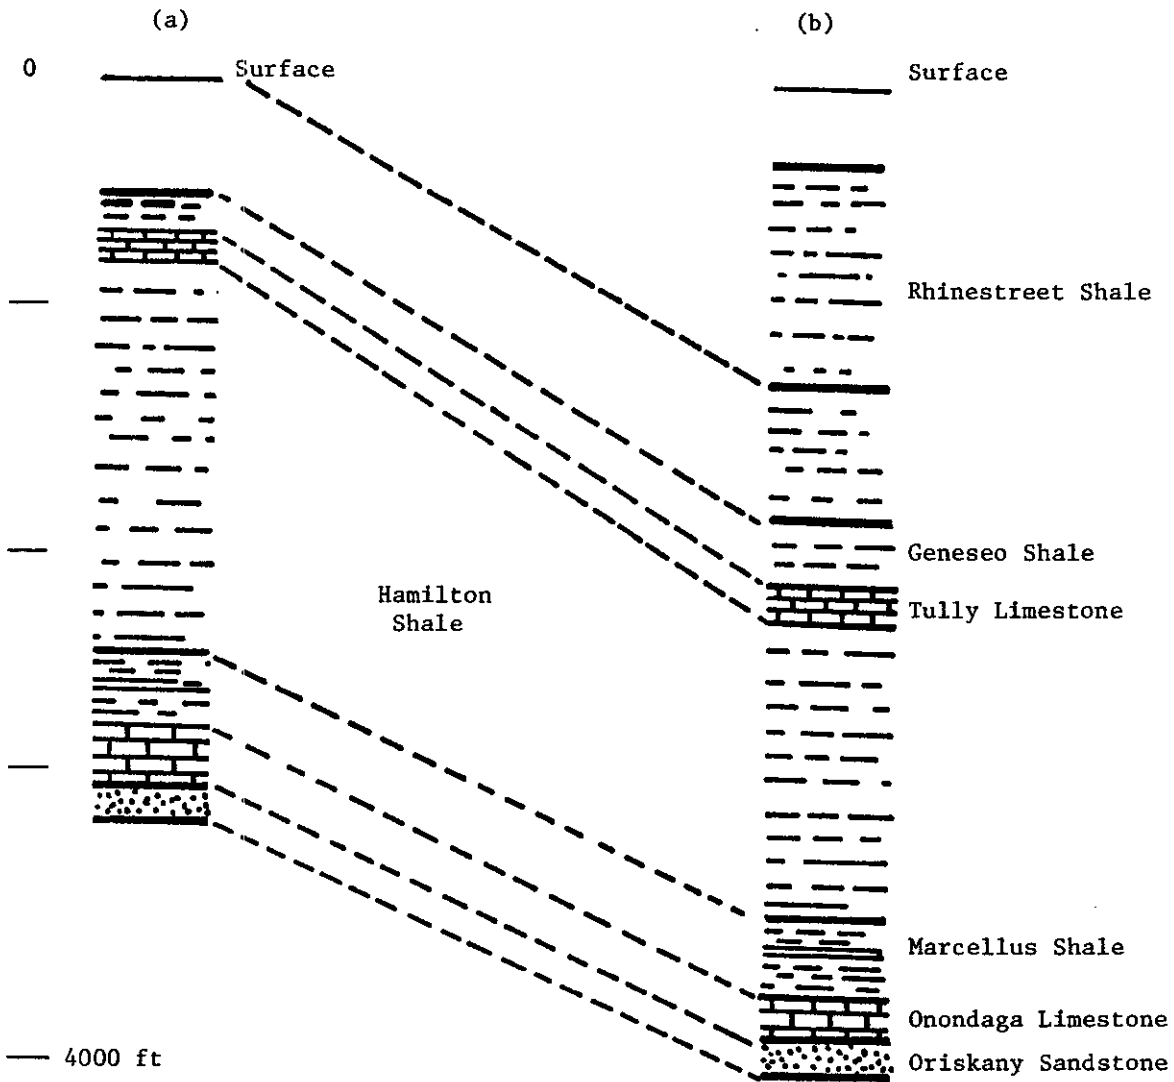 (a)
(b)
0
Surface
Surface
Rhinestreet Shale
Geneseo Shale
Hamilton
Shale
Tully Limestone
Marcellus Shale
Onondaga Limestone
4000 ft
Oriskany Sandstone